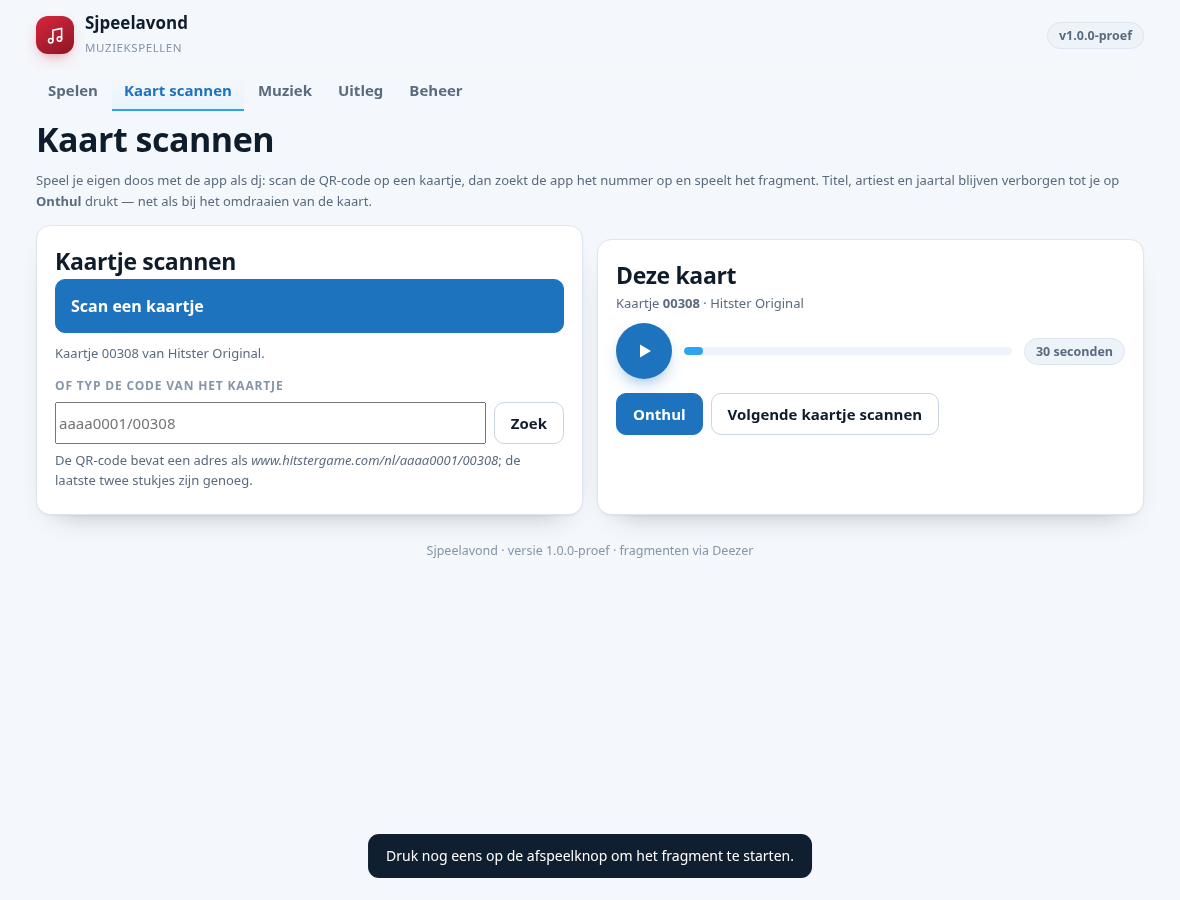 Sjpeelavond
MUZIEKSPELLEN
v1.0.0-proef
Spelen
Kaart scannen
Muziek
Uitleg
Beheer
Kaart scannen
Speel je eigen doos met de app als dj: scan de QR-code op een kaartje, dan zoekt de app het nummer op en speelt het fragment. Titel, artiest en jaartal blijven verborgen tot je op
Onthul drukt — net als bij het omdraaien van de kaart.
Kaartje scannen
Scan een kaartje
Kaartje 00308 van Hitster Original.
OF TYP DE CODE VAN HET KAARTJE
aaaa0001/00308
Zoek
De QR-code bevat een adres als www.hitstergame.com/nl/aaaa0001/00308; de
laatste twee stukjes zijn genoeg.
Deze kaart
Kaartje 00308 · Hitster Original
30 seconden
Onthul
Volgende kaartje scannen
Sjpeelavond · versie 1.0.0-proef · fragmenten via Deezer
Druk nog eens op de afspeelknop om het fragment te starten.